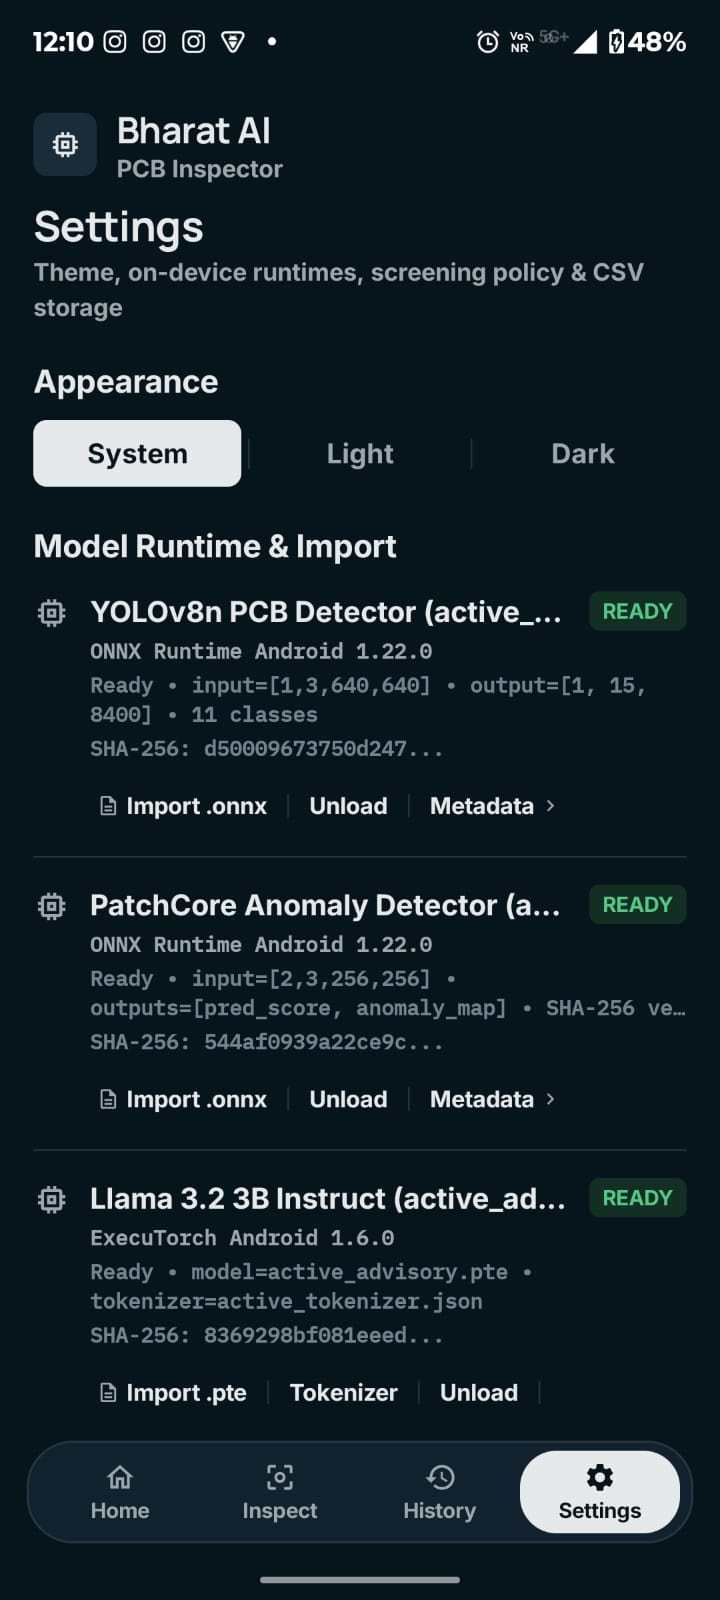 12:10
Vo NR 5G+ 48%
Bharat AI
PCB Inspector
Settings
Theme, on-device runtimes, screening policy & CSV
storage
Appearance
System Light Dark
Model Runtime & Import
YOLOv8n PCB Detector (active_... READY
ONNX Runtime Android 1.22.0
Ready • input=[1,3,640,640] • output=[1, 15,
8400] • 11 classes
SHA-256: d50009673750d247...
Import .onnx Unload Metadata
PatchCore Anomaly Detector (a... READY
ONNX Runtime Android 1.22.0
Ready • input=[2,3,256,256] •
outputs=[pred_score, anomaly_map] • SHA-256 ve...
SHA-256: 544af0939a22ce9c...
Import .onnx Unload Metadata
Llama 3.2 3B Instruct (active_ad... READY
ExecuTorch Android 1.6.0
Ready • model=active_advisory.pte •
tokenizer=active_tokenizer.json
SHA-256: 8369298bf081eeed...
Import .pte Tokenizer Unload
Home Inspect History Settings